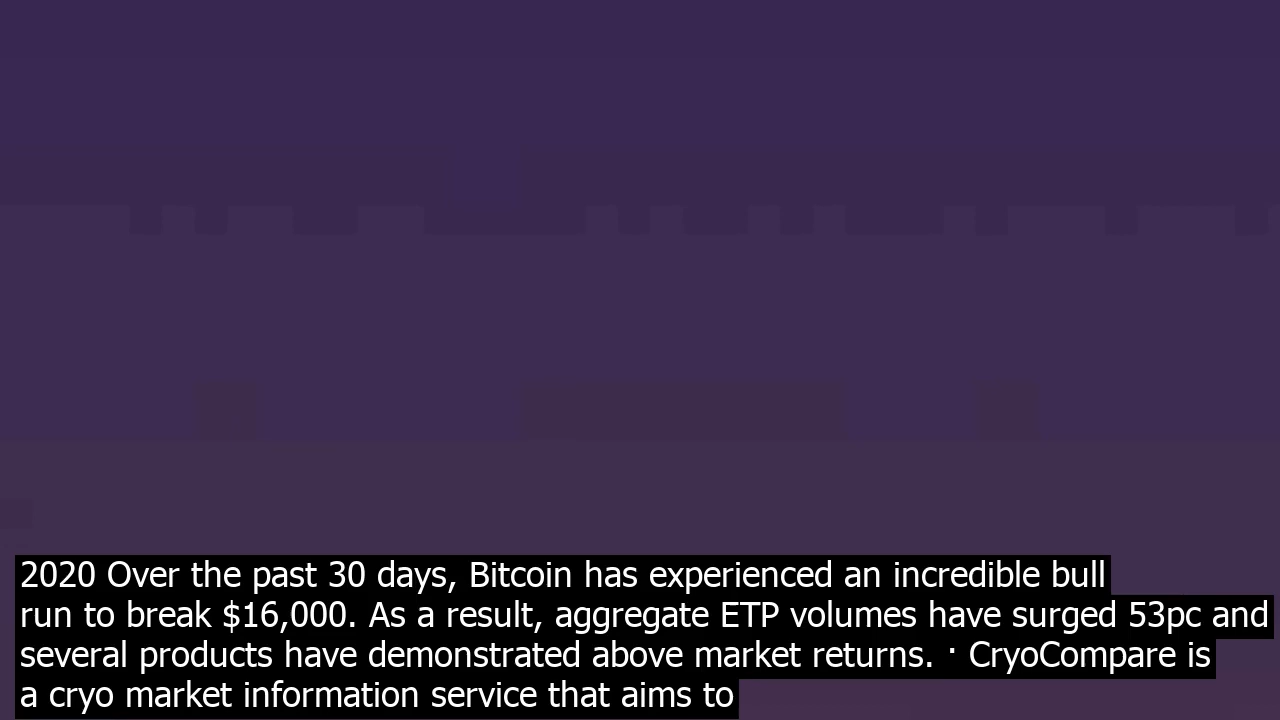 2020 Over the past 30 days, Bitcoin has experienced an incredible bull
run to break $16,000. As a result, aggregate ETP volumes have surged 53pc and
several products have demonstrated above market returns. · CryoCompare is
a cryo market information service that aims to